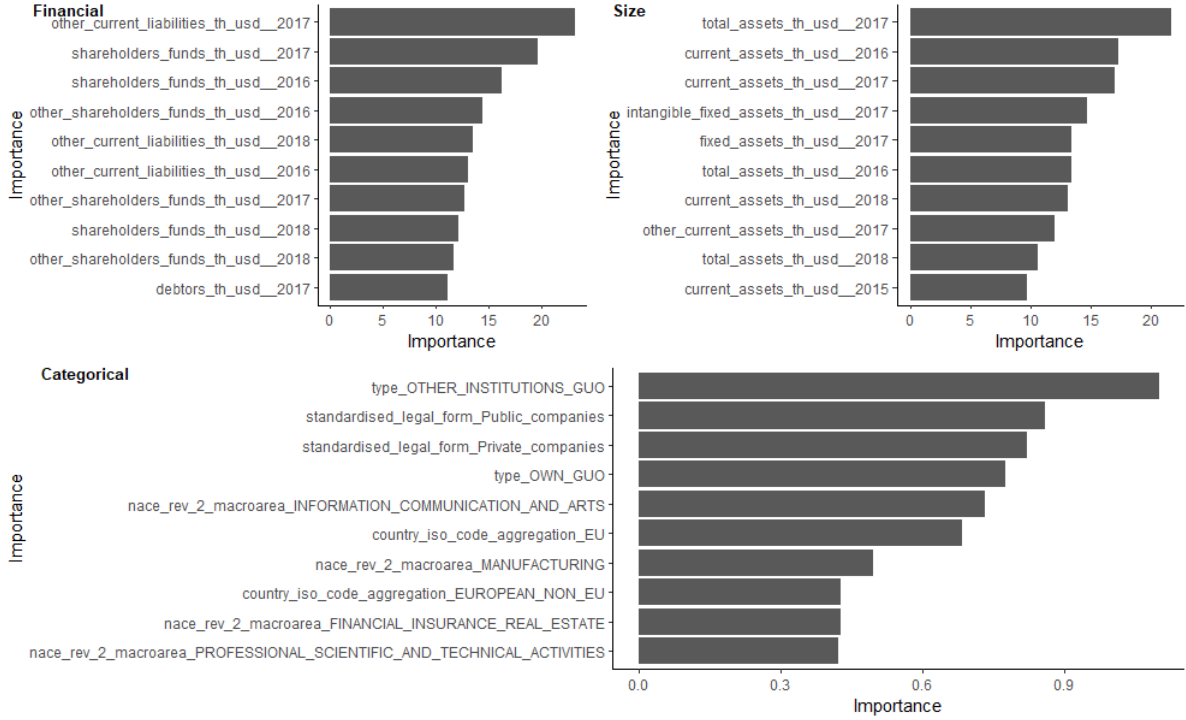 Financial
other_current_liabilities_th_usd__2017
shareholders_funds_th_usd__2017
shareholders_funds_th_usd__2016
other_shareholders_funds_th_usd__2016
other_current_liabilities_th_usd__2018
other_current_liabilities_th_usd__2016
other_shareholders_funds_th_usd__2017
shareholders_funds_th_usd__2018
other_shareholders_funds_th_usd__2018
debtors_th_usd__2017
Importance
0 5 10 15 20
Importance
Size
total_assets_th_usd__2017
current_assets_th_usd__2016
current_assets_th_usd__2017
intangible_fixed_assets_th_usd__2017
fixed_assets_th_usd__2017
total_assets_th_usd__2016
current_assets_th_usd__2018
other_current_assets_th_usd__2017
total_assets_th_usd__2018
current_assets_th_usd__2015
Importance
0 5 10 15 20
Importance
Categorical
type_OTHER_INSTITUTIONS_GUO
standardised_legal_form_Public_companies
standardised_legal_form_Private_companies
type_OWN_GUO
nace_rev_2_macroarea_INFORMATION_COMMUNICATION_AND_ARTS
country_iso_code_aggregation_EU
nace_rev_2_macroarea_MANUFACTURING
country_iso_code_aggregation_EUROPEAN_NON_EU
nace_rev_2_macroarea_FINANCIAL_INSURANCE_REAL_ESTATE
nace_rev_2_macroarea_PROFESSIONAL_SCIENTIFIC_AND_TECHNICAL_ACTIVITIES
Importance
0.0 0.3 0.6 0.9
Importance